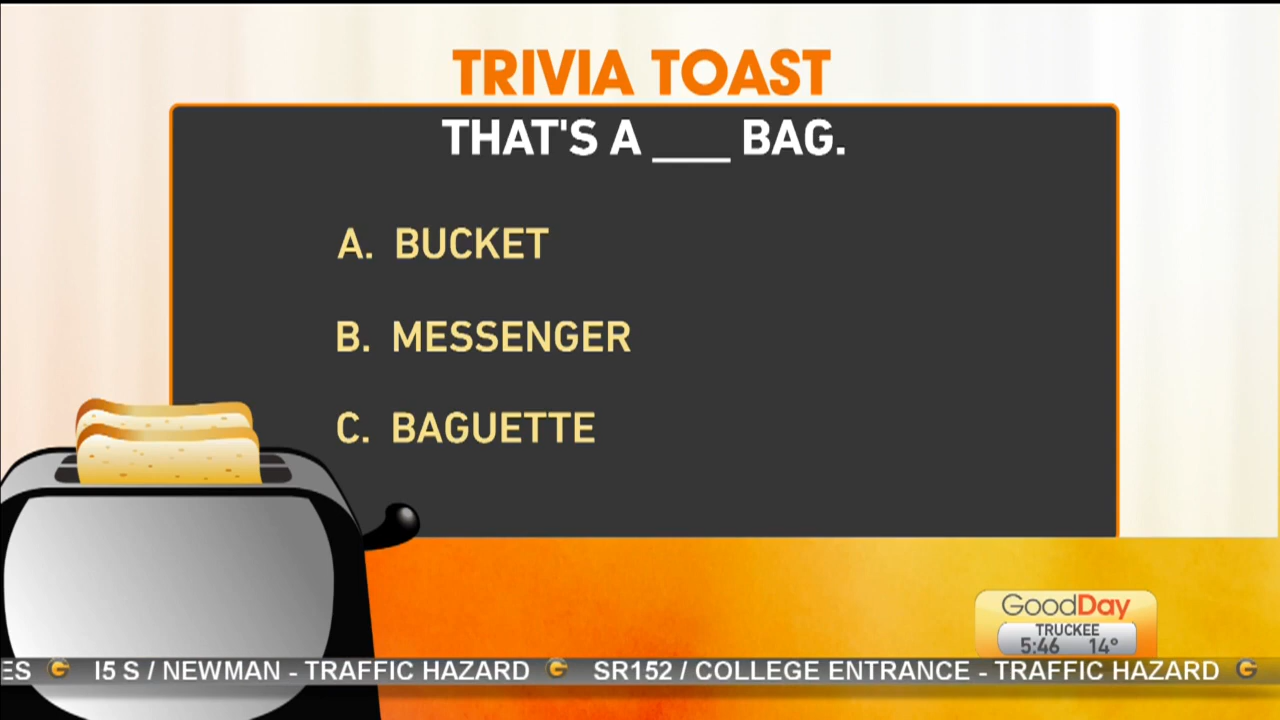 TRIVIA TOAST
THAT'S A ___ BAG.
A. BUCKET
B. MESSENGER
C. BAGUETTE
GoodDay
TRUCKEE
5:46 14°
ES G I5 S / NEWMAN - TRAFFIC HAZARD G SR152 / COLLEGE ENTRANCE - TRAFFIC HAZARD G